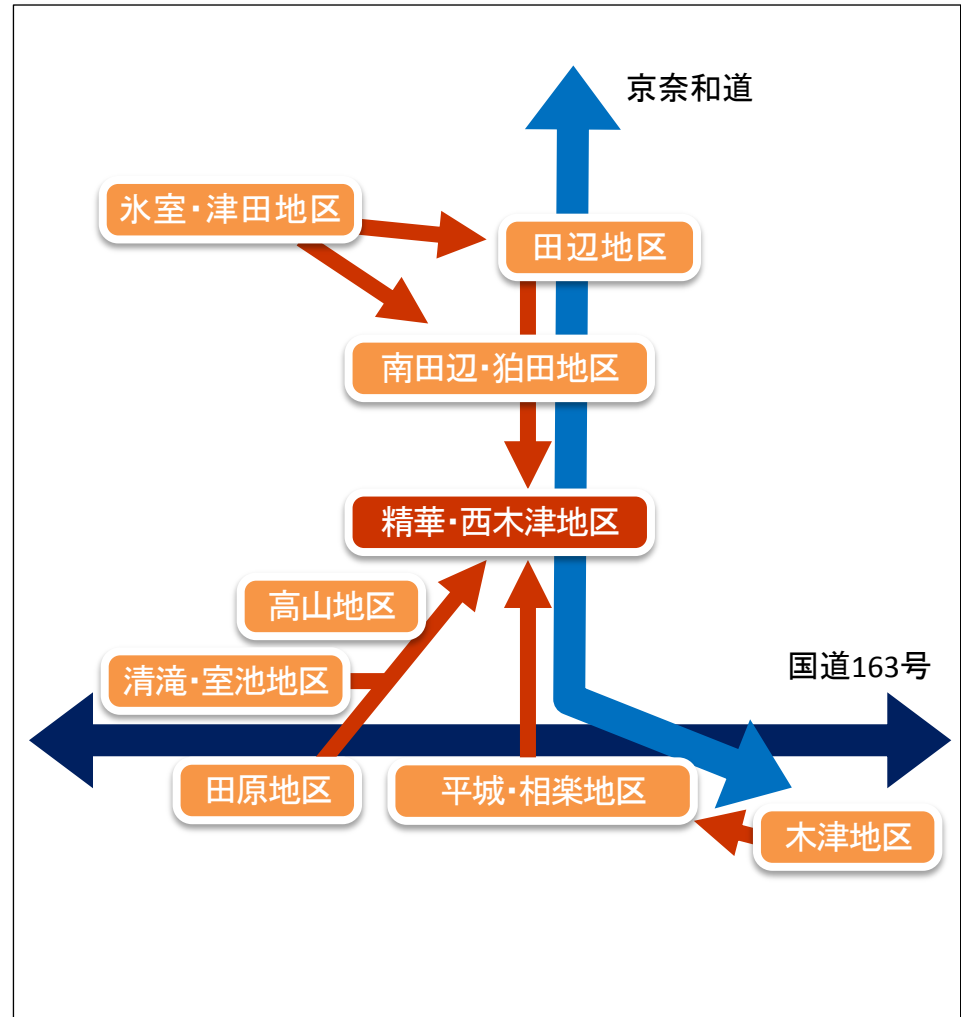 京奈和道
氷室・津田地区
田辺地区
南田辺・狛田地区
精華・西木津地区
高山地区
清滝・室池地区
国道163号
田原地区
平城・相楽地区
木津地区